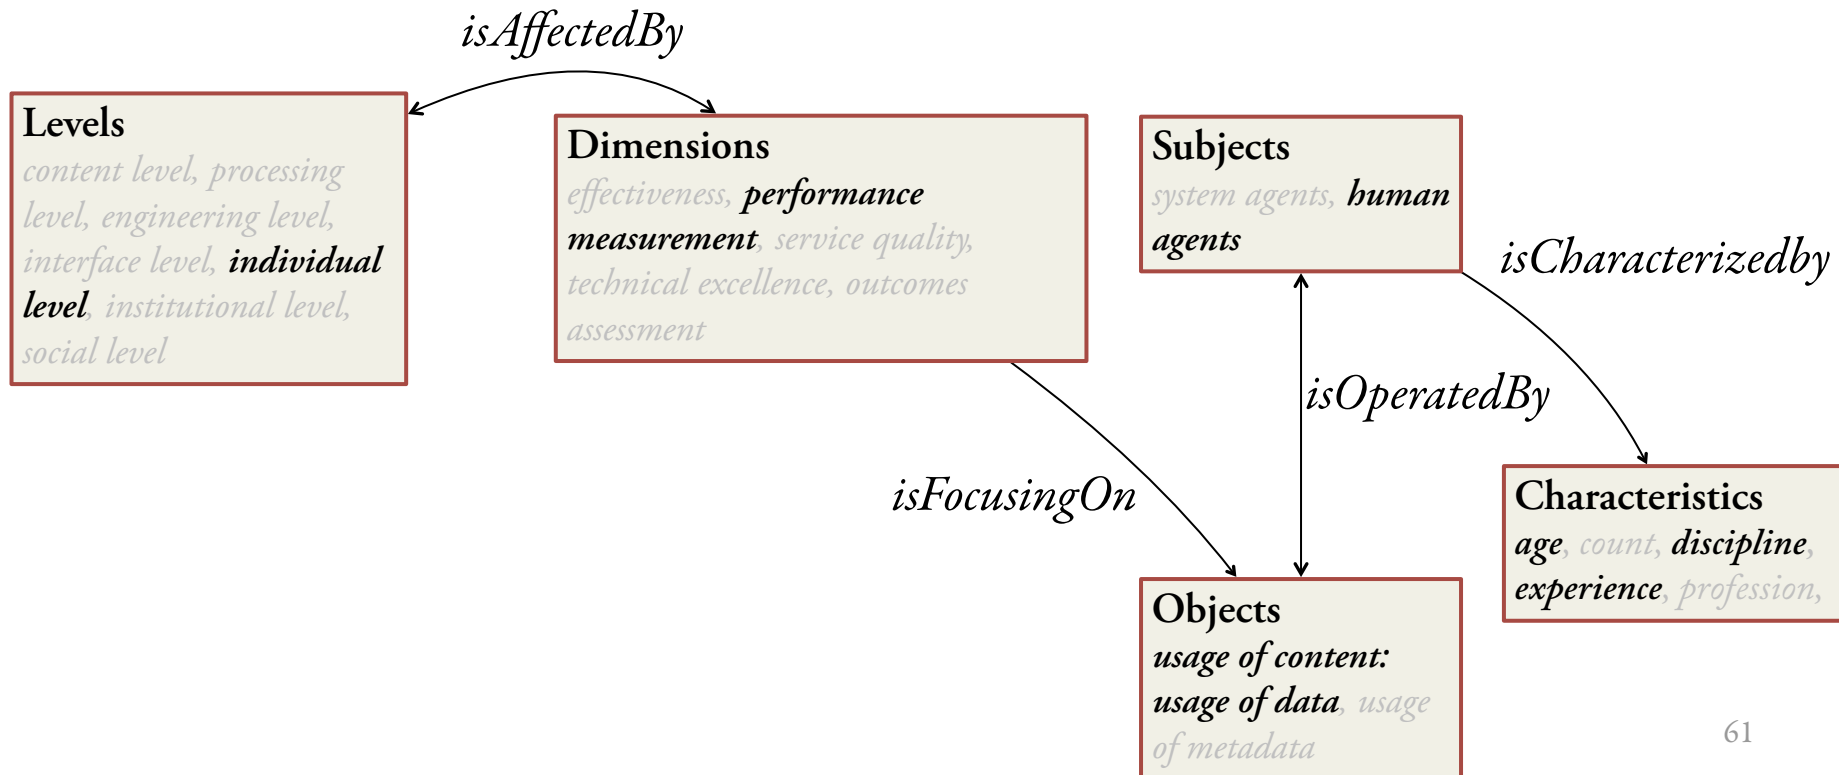 isAffectedBy
Levels
content level, processing
level, engineering level,
interface level, individual
level, institutional level,
social level
Dimensions
effectiveness, performance
measurement, service quality,
technical excellence, outcomes
assessment
Subjects
system agents, human
agents
isCharacterizedby
isOperatedBy
isFocusingOn
Characteristics
age, count, discipline,
experience, profession,
Objects
usage of content:
usage of data, usage
of metadata
61